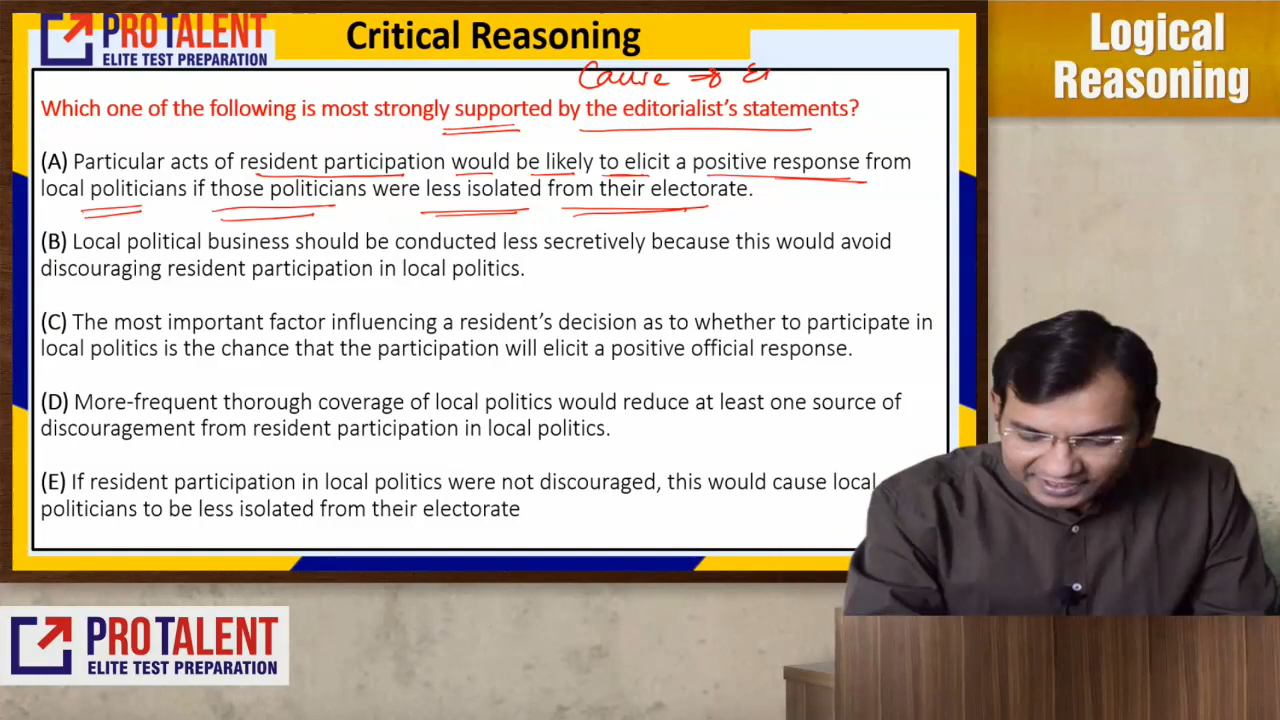 PRO TALENT
ELITE TEST PREPARATION
Critical Reasoning
Logical
Reasoning
Cause →
Which one of the following is most strongly supported by the editorialist's statements?
(A) Particular acts of resident participation would be likely to elicit a positive response from
local politicians if those politicians were less isolated from their electorate.
(B) Local political business should be conducted less secretively because this would avoid
discouraging resident participation in local politics.
(C) The most important factor influencing a resident's decision as to whether to participate in
local politics is the chance that the participation will elicit a positive official response.
(D) More-frequent thorough coverage of local politics would reduce at least one source of
discouragement from resident participation in local politics.
(E) If resident participation in local politics were not discouraged, this would cause local
politicians to be less isolated from their electorate
PRO TALENT
ELITE TEST PREPARATION